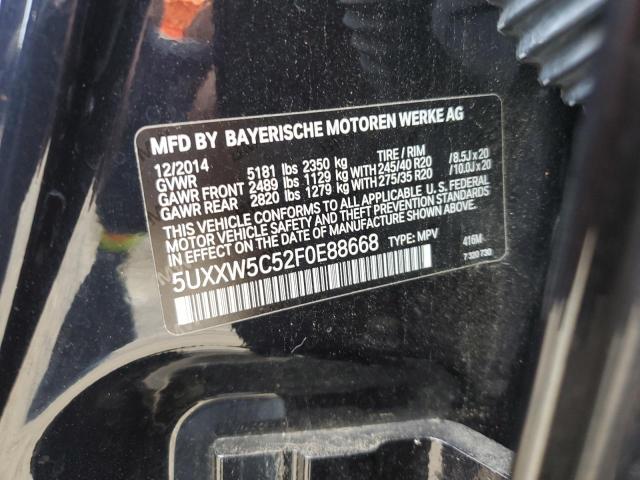 MFD BY BAYERISCHE MOTOREN WERKE AG
12/2014 TIRE / RIM
GVWR 5181 lbs 2350 kg
GAWR FRONT 2489 lbs 1129 kg WITH 245/40 R20 /8.5J x 20
GAWR REAR 2820 lbs 1279 kg WITH 275/35 R20 /10.0J x 20
THIS VEHICLE CONFORMS TO ALL APPLICABLE U.S. FEDERAL
MOTOR VEHICLE SAFETY AND THEFT PREVENTION STANDARDS
IN EFFECT ON THE DATE OF MANUFACTURE SHOWN ABOVE.
5UXXW5C52F0E88668 TYPE: MPV 416M
7 320 730